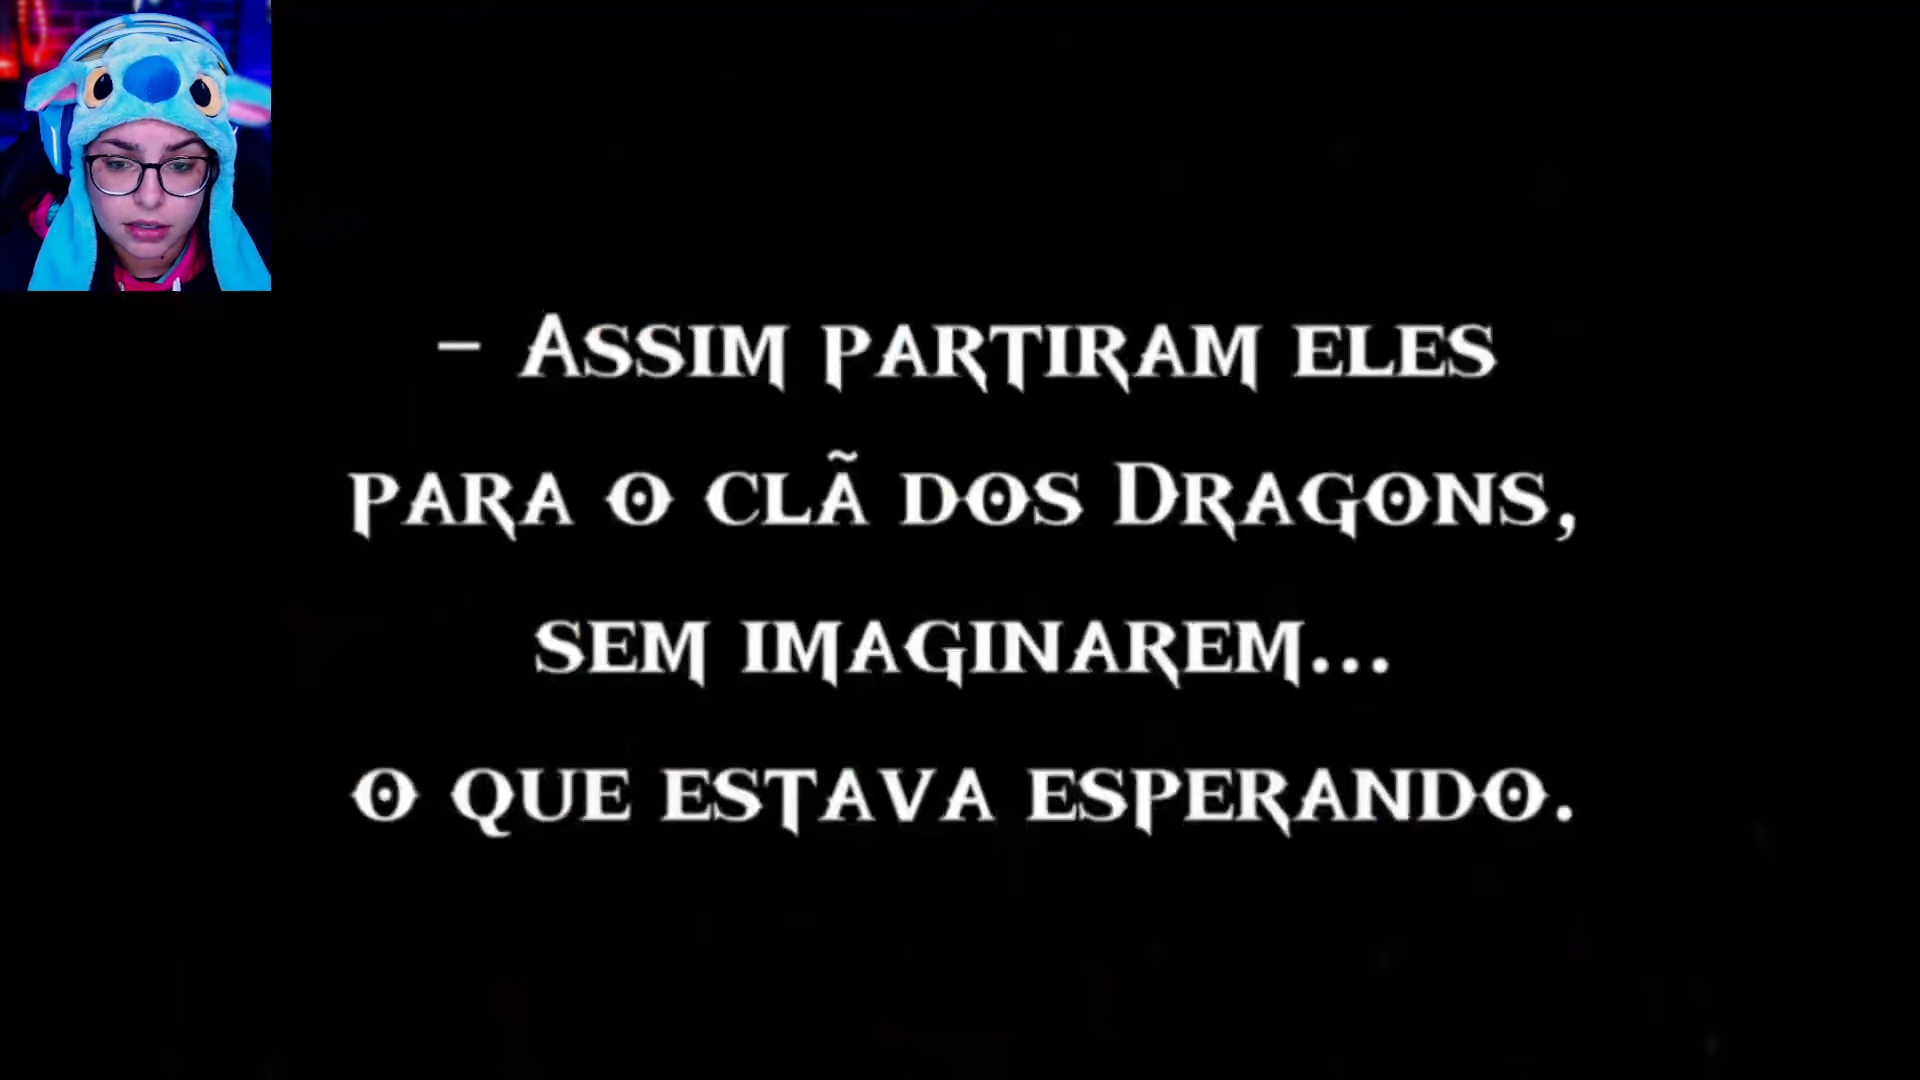 - Assim partiram eles
para o clã dos Dragons,
sem imaginarem...
o que estava esperando.